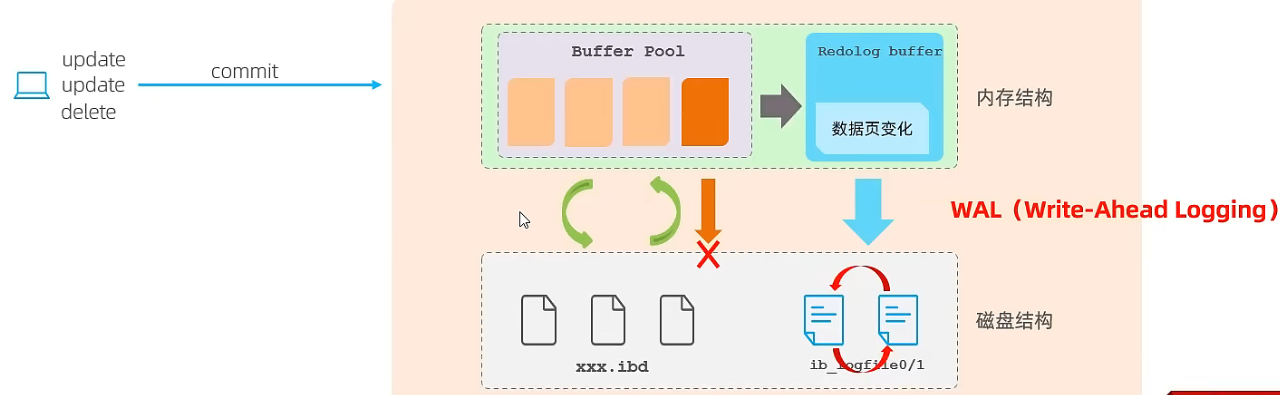 update
update
delete
commit
Buffer Pool
Redolog buffer
数据页变化
内存结构
WAL（Write-Ahead Logging）
xxx.ibd
ib_logfile0/1
磁盘结构